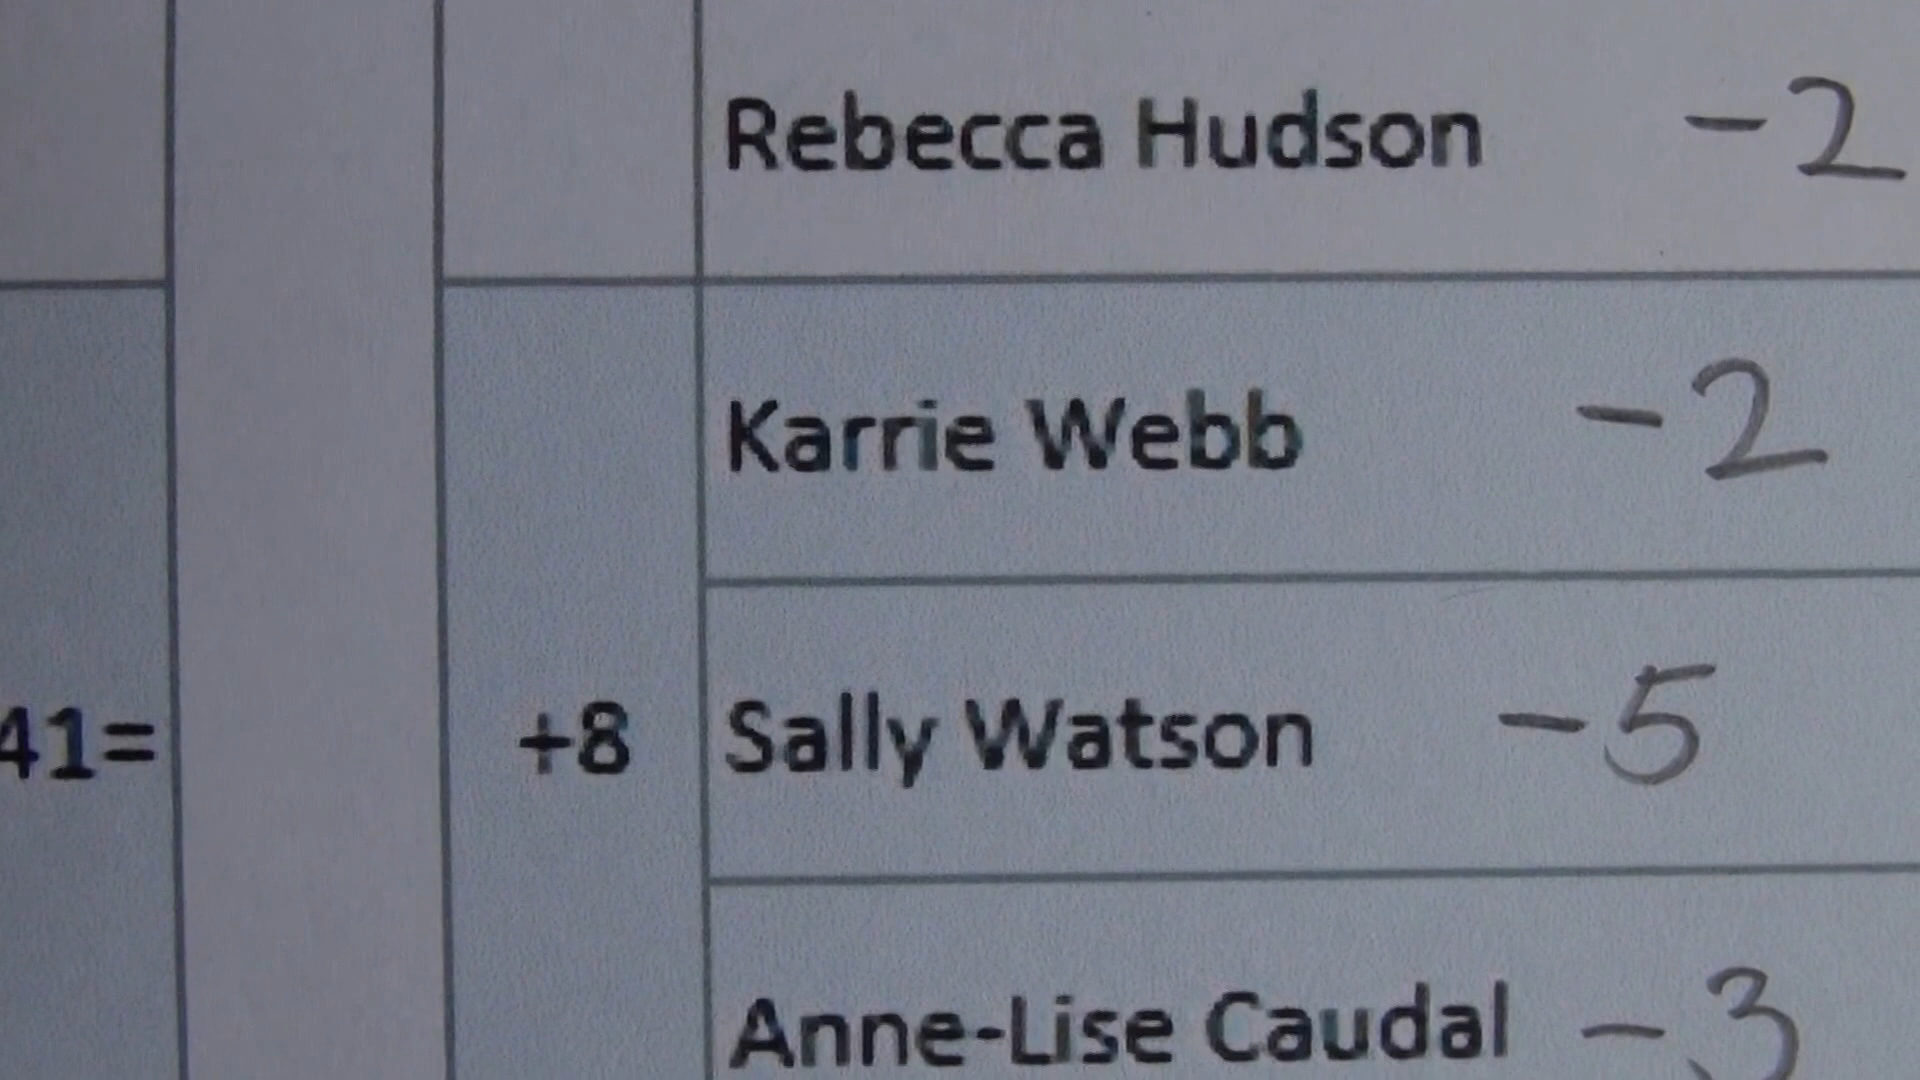 Rebecca Hudson -2
Karrie Webb -2
41= +8 Sally Watson -5
Anne-Lise Caudal -3